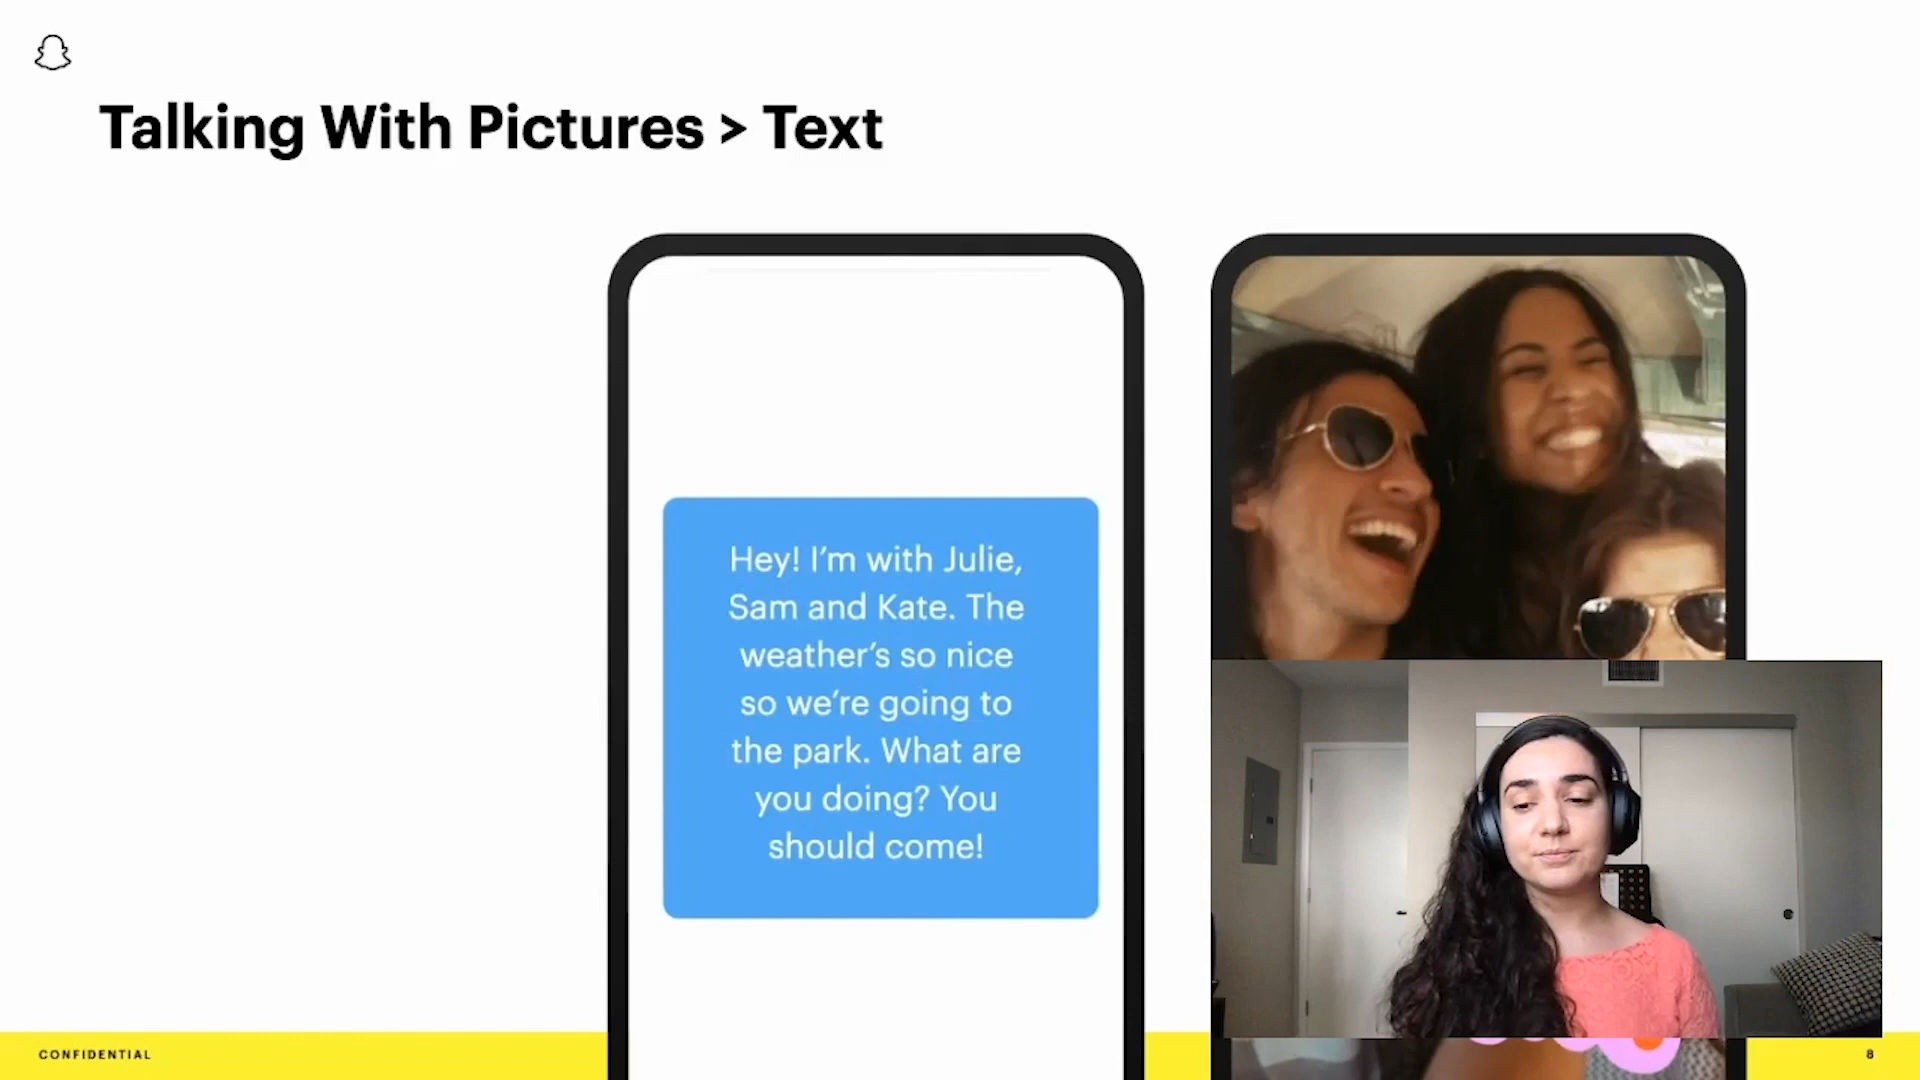 Talking With Pictures > Text
Hey! I’m with Julie,
Sam and Kate. The
weather’s so nice
so we’re going to
the park. What are
you doing? You
should come!
CONFIDENTIAL
8